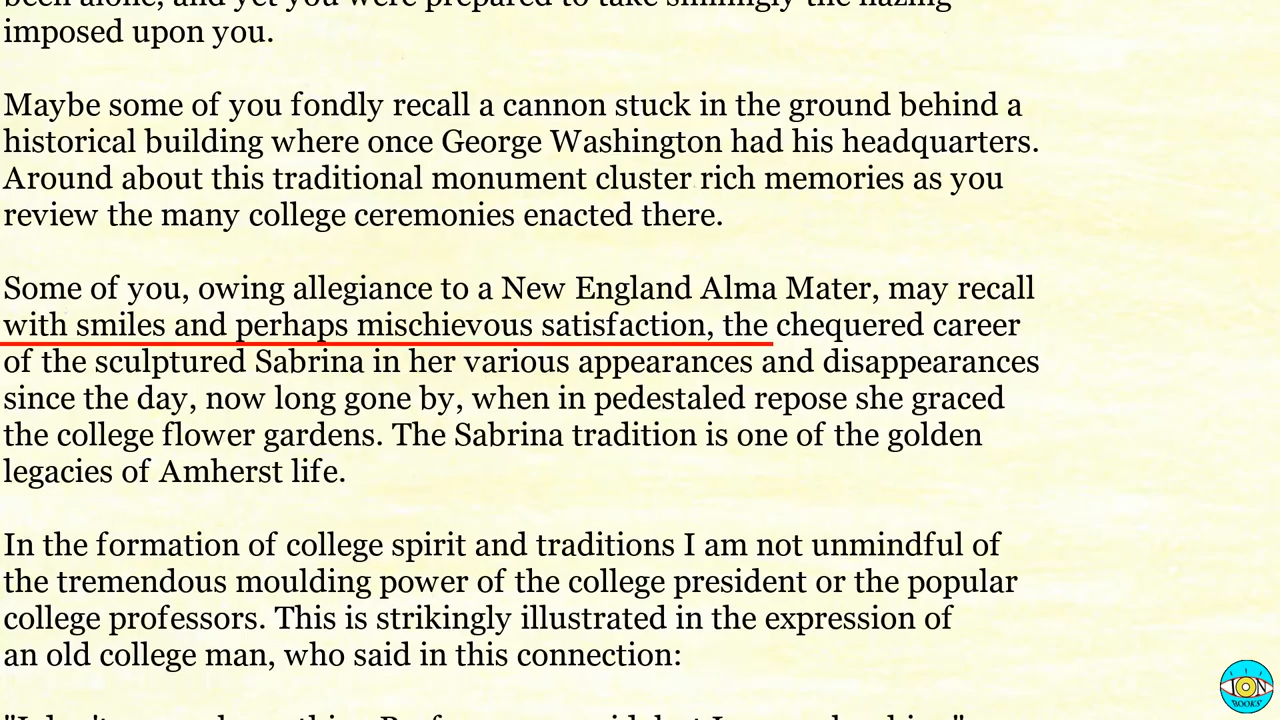 imposed upon you.
Maybe some of you fondly recall a cannon stuck in the ground behind a
historical building where once George Washington had his headquarters.
Around about this traditional monument cluster rich memories as you
review the many college ceremonies enacted there.
Some of you, owing allegiance to a New England Alma Mater, may recall
with smiles and perhaps mischievous satisfaction, the chequered career
of the sculptured Sabrina in her various appearances and disappearances
since the day, now long gone by, when in pedestaled repose she graced
the college flower gardens. The Sabrina tradition is one of the golden
legacies of Amherst life.
In the formation of college spirit and traditions I am not unmindful of
the tremendous moulding power of the college president or the popular
college professors. This is strikingly illustrated in the expression of
an old college man, who said in this connection:
ION
BOOKS